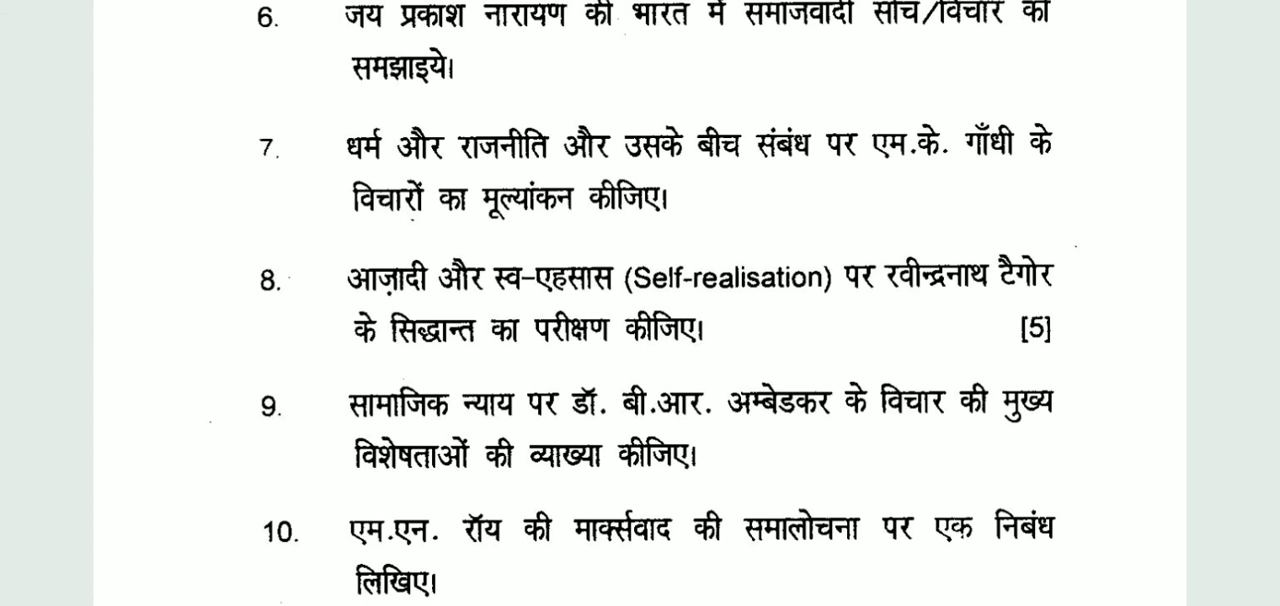 6. जय प्रकाश नारायण की भारत में समाजवादी सोच/विचार को
समझाइये।
7. धर्म और राजनीति और उसके बीच संबंध पर एम.के. गाँधी के
विचारों का मूल्यांकन कीजिए।
8. आज़ादी और स्व-एहसास (Self-realisation) पर रवीन्द्रनाथ टैगोर
के सिद्धान्त का परीक्षण कीजिए। [5]
9. सामाजिक न्याय पर डॉ. बी.आर. अम्बेडकर के विचार की मुख्य
विशेषताओं की व्याख्या कीजिए।
10. एम.एन. रॉय की मार्क्सवाद की समालोचना पर एक निबंध
लिखिए।